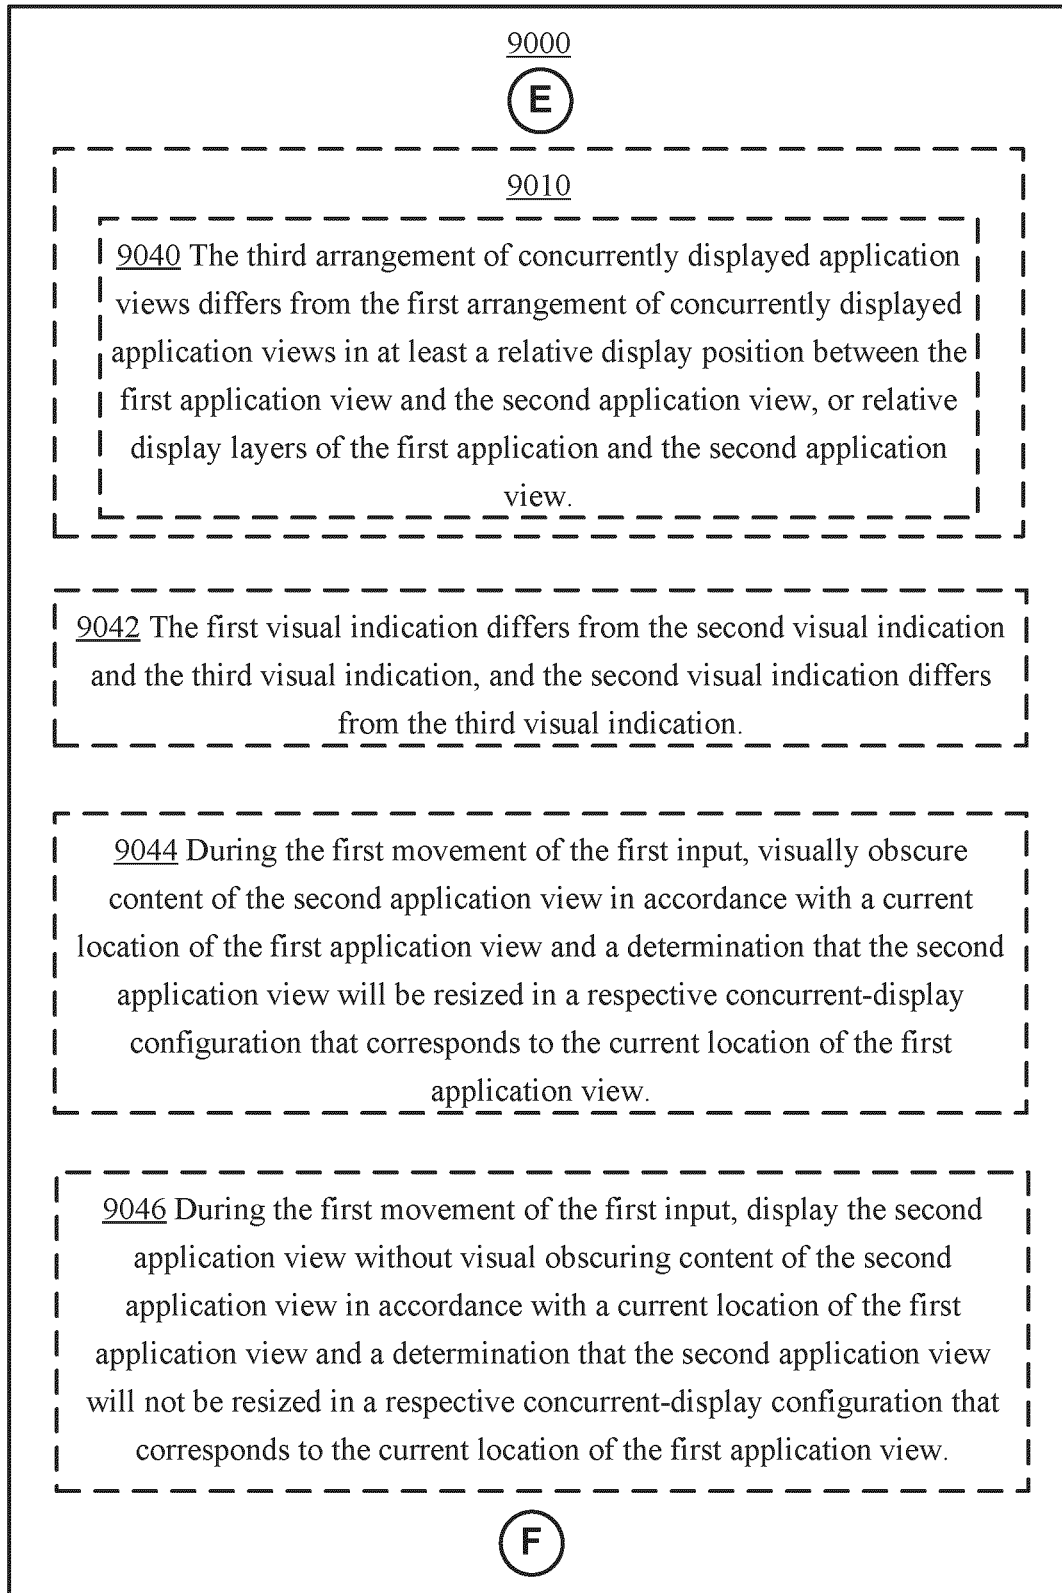 9000
E
9010
9040 The third arrangement of concurrently displayed application
views differs from the first arrangement of concurrently displayed
application views in at least a relative display position between the
first application view and the second application view, or relative
display layers of the first application and the second application
view.
9042 The first visual indication differs from the second visual indication
and the third visual indication, and the second visual indication differs
from the third visual indication.
9044 During the first movement of the first input, visually obscure
content of the second application view in accordance with a current
location of the first application view and a determination that the second
application view will be resized in a respective concurrent-display
configuration that corresponds to the current location of the first
application view.
9046 During the first movement of the first input, display the second
application view without visual obscuring content of the second
application view in accordance with a current location of the first
application view and a determination that the second application view
will not be resized in a respective concurrent-display configuration that
corresponds to the current location of the first application view.
F